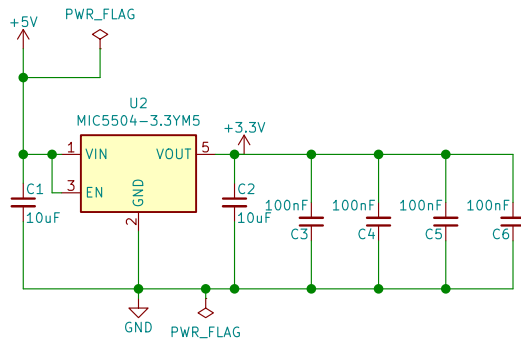 +5V
PWR_FLAG
U2
MIC5504-3.3YM5
1
VIN
VOUT
5
+3.3V
3
EN
GND
2
C1
10uF
C2
10uF
100nF
C3
100nF
C4
100nF
C5
100nF
C6
GND
PWR_FLAG